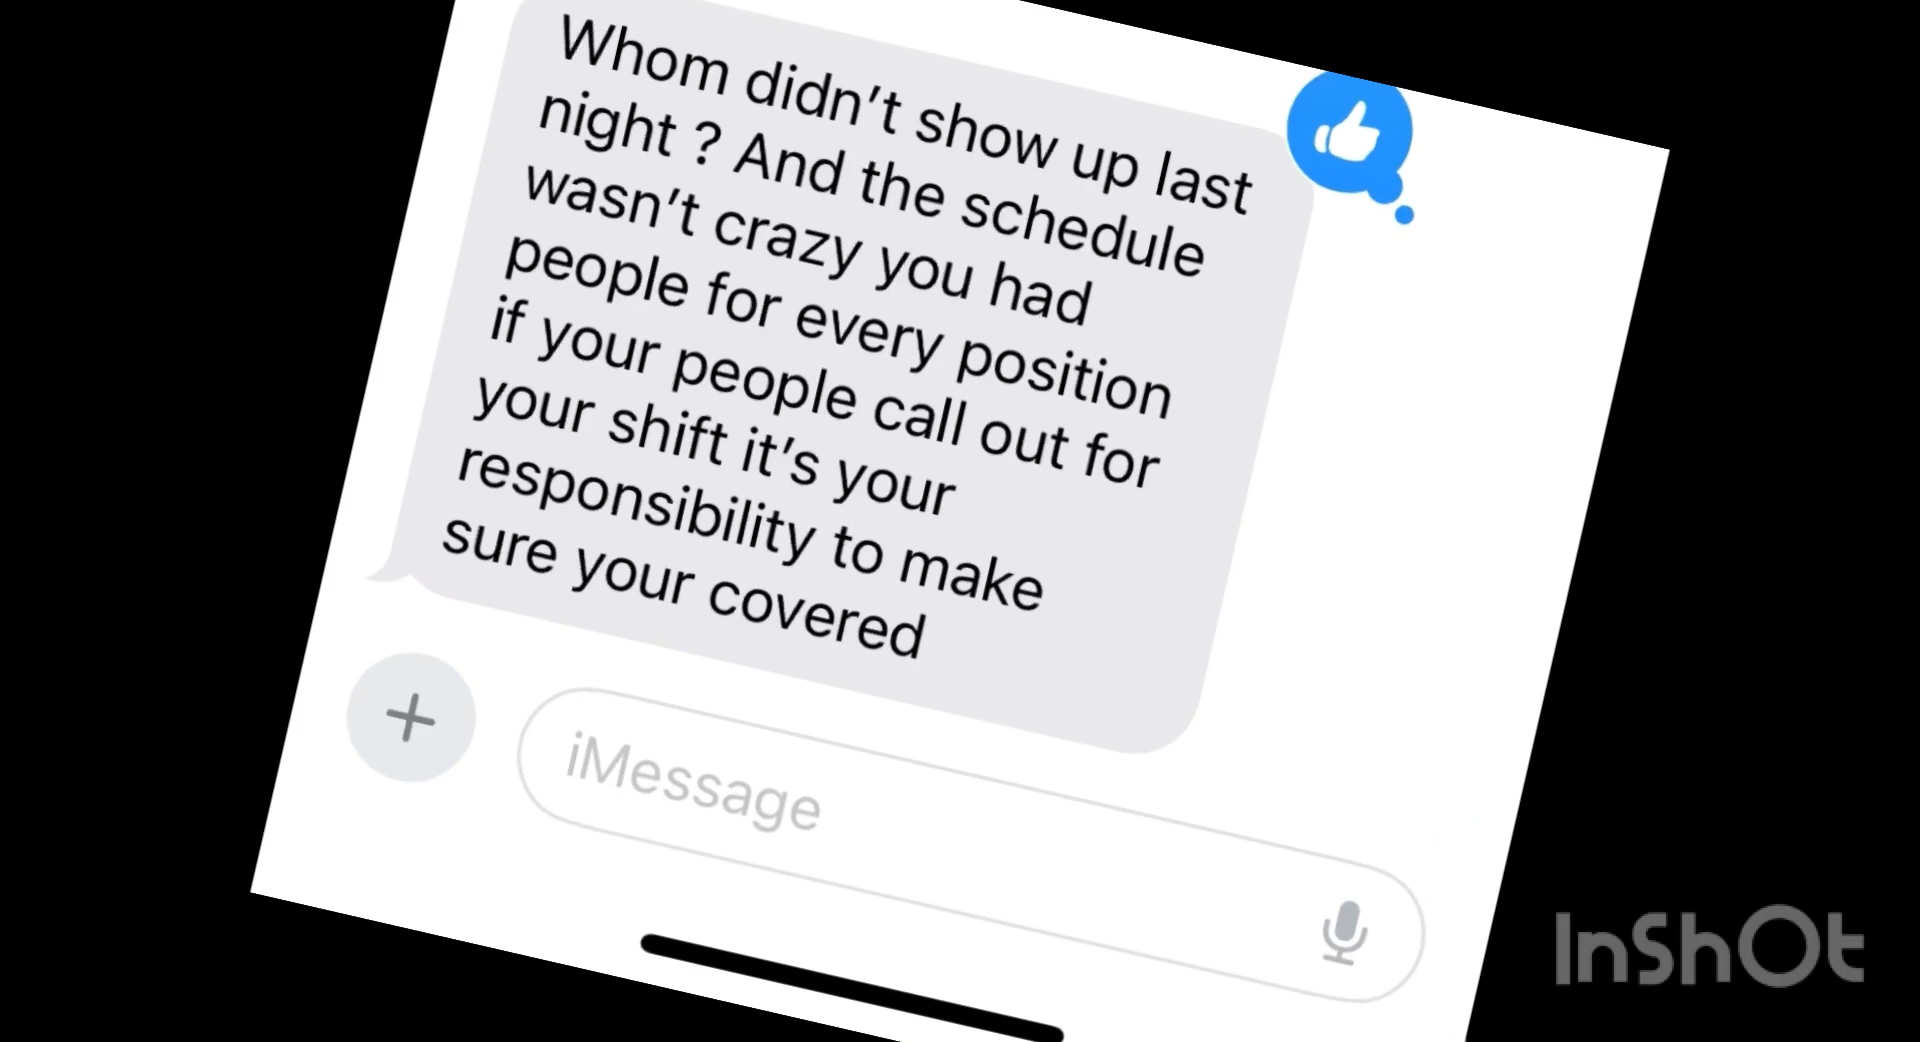 Whom didn’t show up last
night ? And the schedule
wasn’t crazy you had
people for every position
if your people call out for
your shift it’s your
responsibility to make
sure your covered
iMessage
InShOt